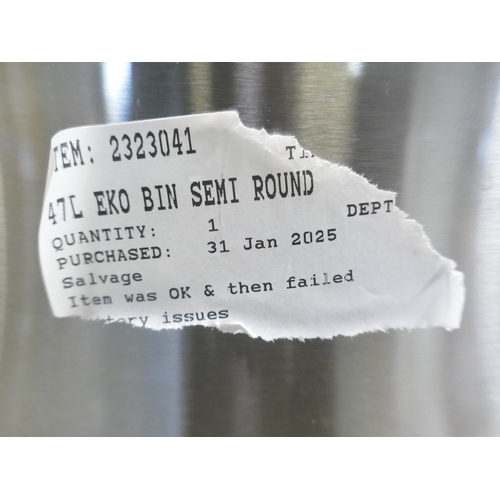 TEM: 2323041
47L EKO BIN SEMI ROUND
DEPT
QUANTITY: 1
PURCHASED: 31 Jan 2025
Salvage
Item was OK & then failed
issues